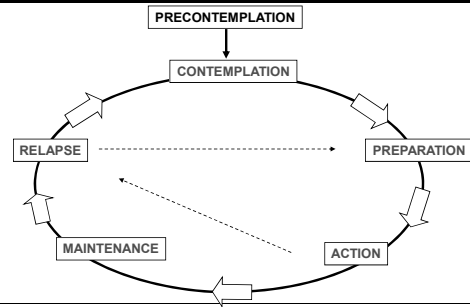 PRECONTEMPLATION
CONTEMPLATION
RELAPSE
PREPARATION
MAINTENANCE
ACTION